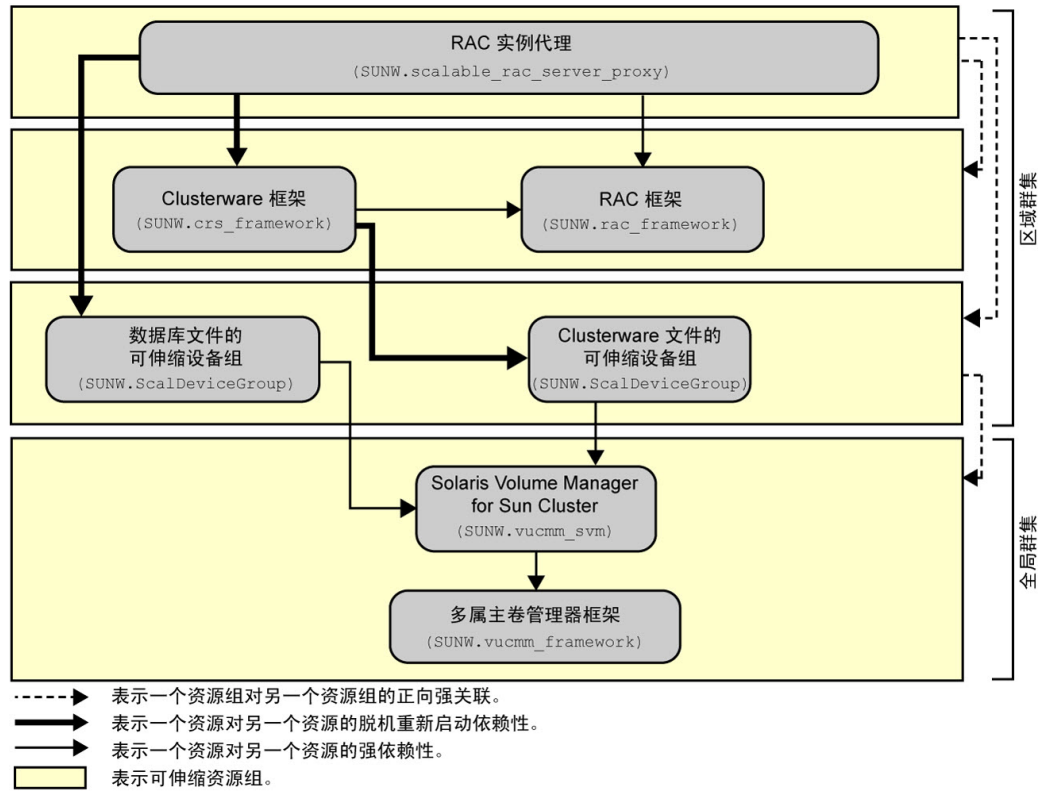 RAC 实例代理
(SUNW.scalable_rac_server_proxy)
Clusterware 框架
(SUNW.crs_framework)
RAC 框架
(SUNW.rac_framework)
区域群集
数据库文件的
可伸缩设备组
(SUNW.ScalDeviceGroup)
Clusterware 文件的
可伸缩设备组
(SUNW.ScalDeviceGroup)
Solaris Volume Manager
for Sun Cluster
(SUNW.vucmm_svm)
多属主卷管理器框架
(SUNW.vucmm_framework)
全局群集
表示一个资源组对另一个资源组的正向强关联。
表示一个资源对另一个资源的脱机重新启动依赖性。
表示一个资源对另一个资源的强依赖性。
表示可伸缩资源组。